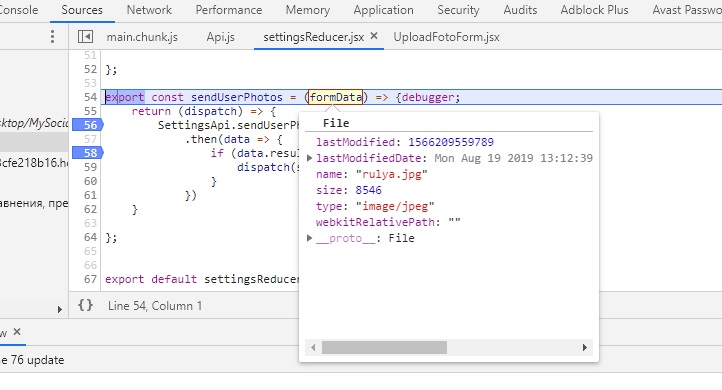 Console Sources Network Performance Memory Application Security Audits Adblock Plus Avast Passwo
main.chunk.js Api.js settingsReducer.jsx × UploadFotoForm.jsx
51
52 };
53
54 export const sendUserPhotos = (formData) => {debugger;
55 return (dispatch) => {
56 SettingsApi.sendUserPh
57 .then(data => {
58 if (data.resul
59 dispatch(s
60 }
61 })
62 }
63
64 };
65
66
67 export default settingsReducer
File
lastModified: 1566209559789
lastModifiedDate: Mon Aug 19 2019 13:12:39
name: "rulya.jpg"
size: 8546
type: "image/jpeg"
webkitRelativePath: ""
__proto__: File
sktop/MySocia
3cfe218b16.ho
авнения, пре
{} Line 54, Column 1
w ×
e 76 update